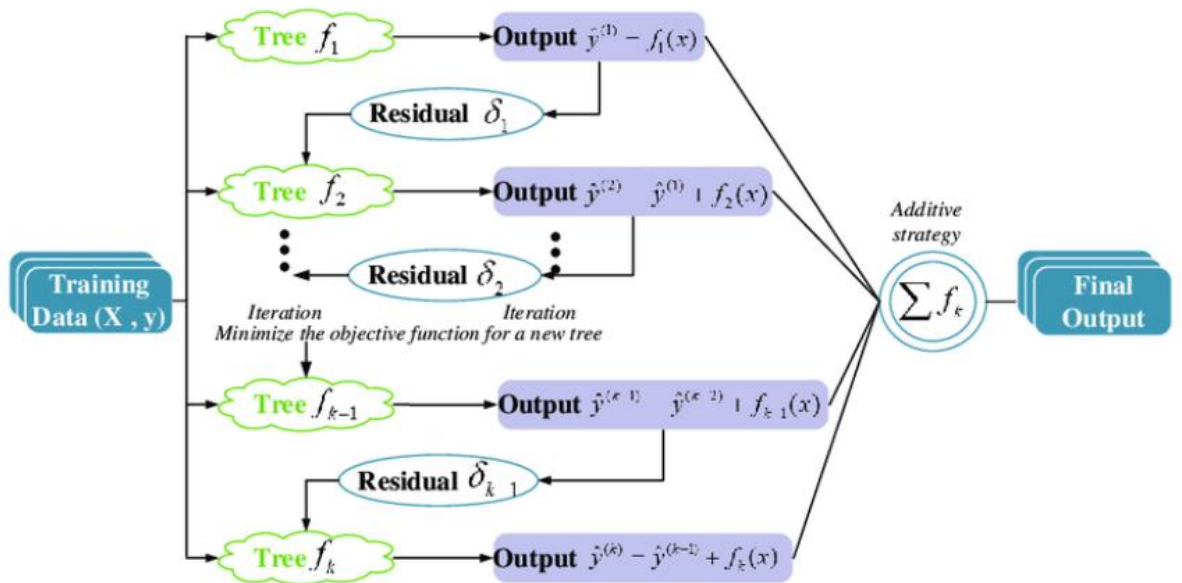 Tree f₁
Output ŷ⁽¹⁾ − f₁(x)
Residual δ₁
Tree f₂
Output ŷ⁽²⁾ ŷ⁽¹⁾ + f₂(x)
Residual δ₂
Training
Data (X , y)
Iteration
Iteration
Minimize the objective function for a new tree
Tree fₖ₋₁
Output ŷ⁽ᵏ ¹⁾ ŷ⁽ᵏ ²⁾ + fₖ ₁(x)
Residual δₖ ₁
Tree fₖ
Output ŷ⁽ᵏ⁾ − ŷ⁽ᵏ⁻¹⁾ + fₖ(x)
Additive
strategy
∑ fₖ
Final
Output